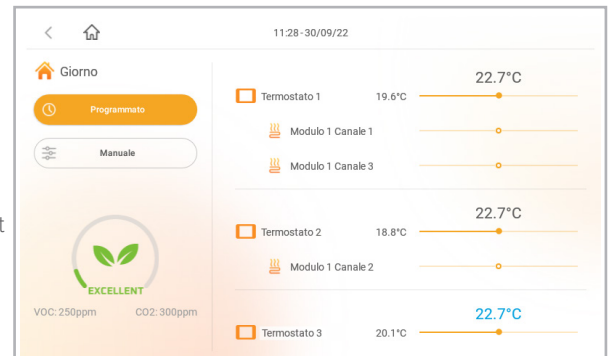 11:28 - 30/09/22
Giorno
Programmato
Manuale
EXCELLENT
VOC: 250ppm CO2: 300ppm
22.7°C
Termostato 1 19.6°C
Modulo 1 Canale 1
Modulo 1 Canale 3
22.7°C
Termostato 2 18.8°C
Modulo 1 Canale 2
22.7°C
Termostato 3 20.1°C
t